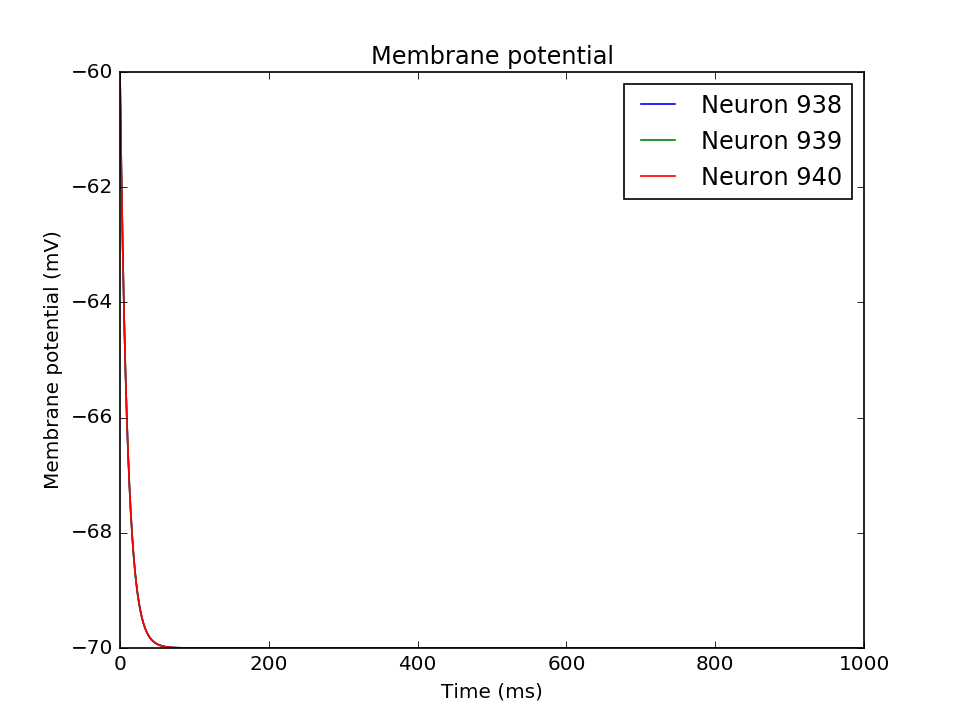 Membrane potential
Neuron 938
Neuron 939
Neuron 940
Membrane potential (mV)
−60
−62
−64
−66
−68
−70
0 200 400 600 800 1000
Time (ms)